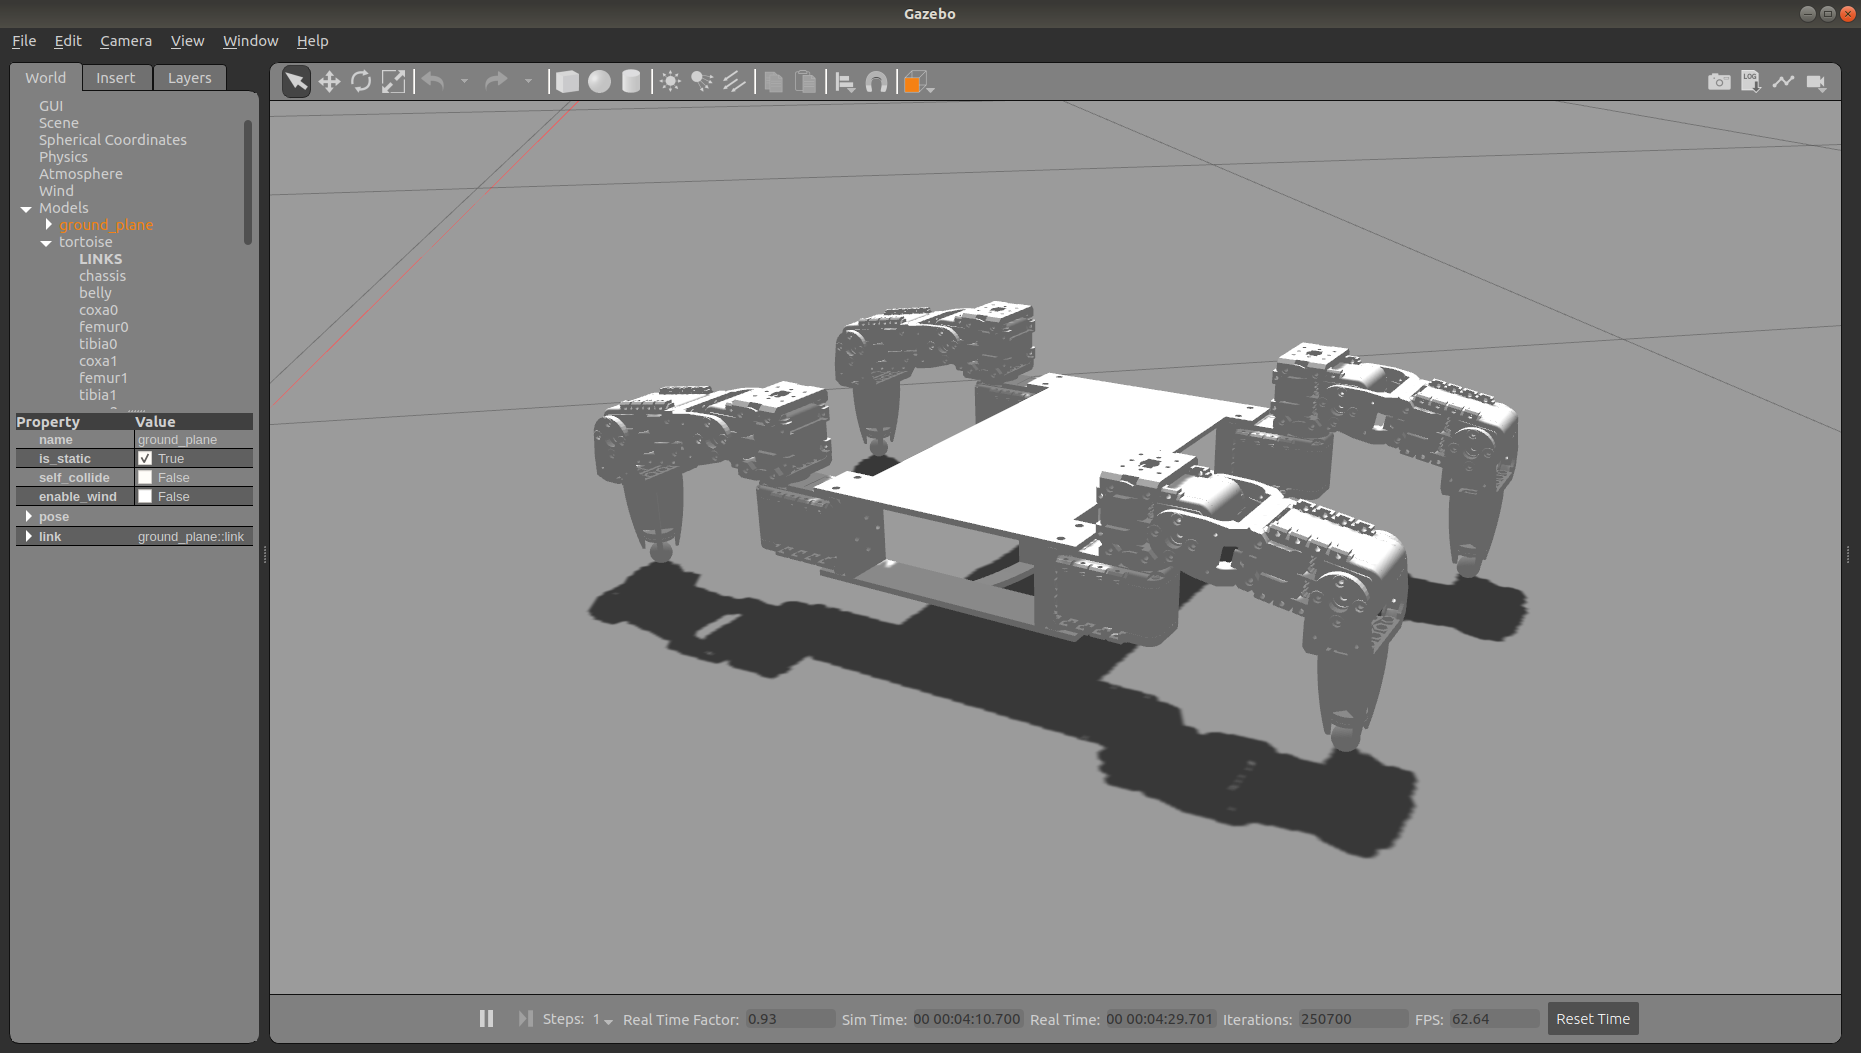 Gazebo
File Edit Camera View Window Help
World Insert Layers
LOG
GUI
Scene
Spherical Coordinates
Physics
Atmosphere
Wind
Models
ground_plane
tortoise
LINKS
chassis
belly
coxa0
femur0
tibia0
coxa1
femur1
tibia1
Property Value
name ground_plane
is_static True
self_collide False
enable_wind False
pose
link ground_plane::link
Steps: 1 Real Time Factor: 0.93 Sim Time: 00 00:04:10.700 Real Time: 00 00:04:29.701 Iterations: 250700 FPS: 62.64 Reset Time